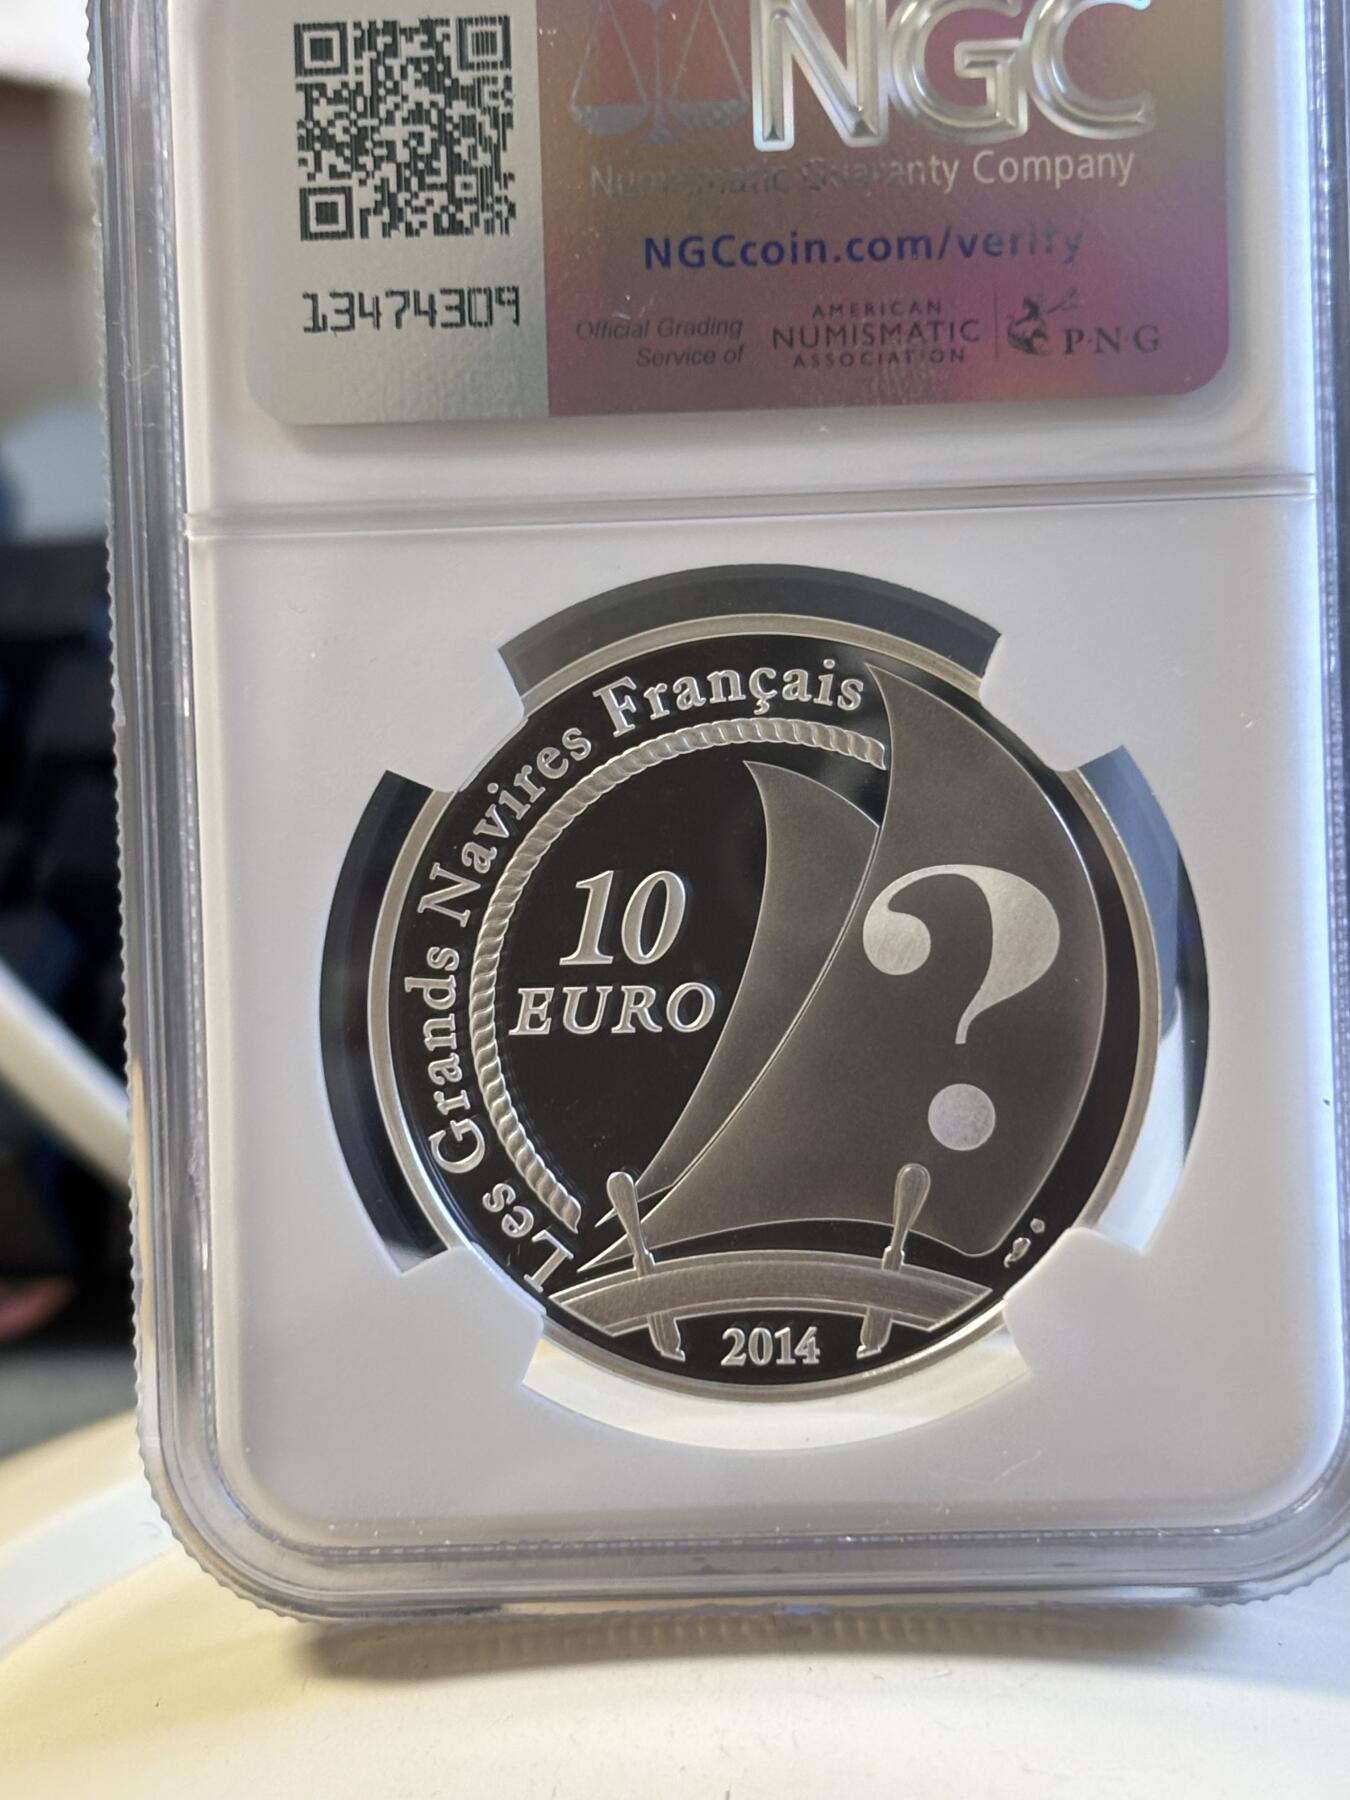 NGC
Numismatic Guaranty Company
NGCcoin.com/verify
13474309
Official Grading
Service of
AMERICAN
NUMISMATIC
ASSOCIATION
P·N·G
Les Grands Navires Français
10
EURO
?
2014